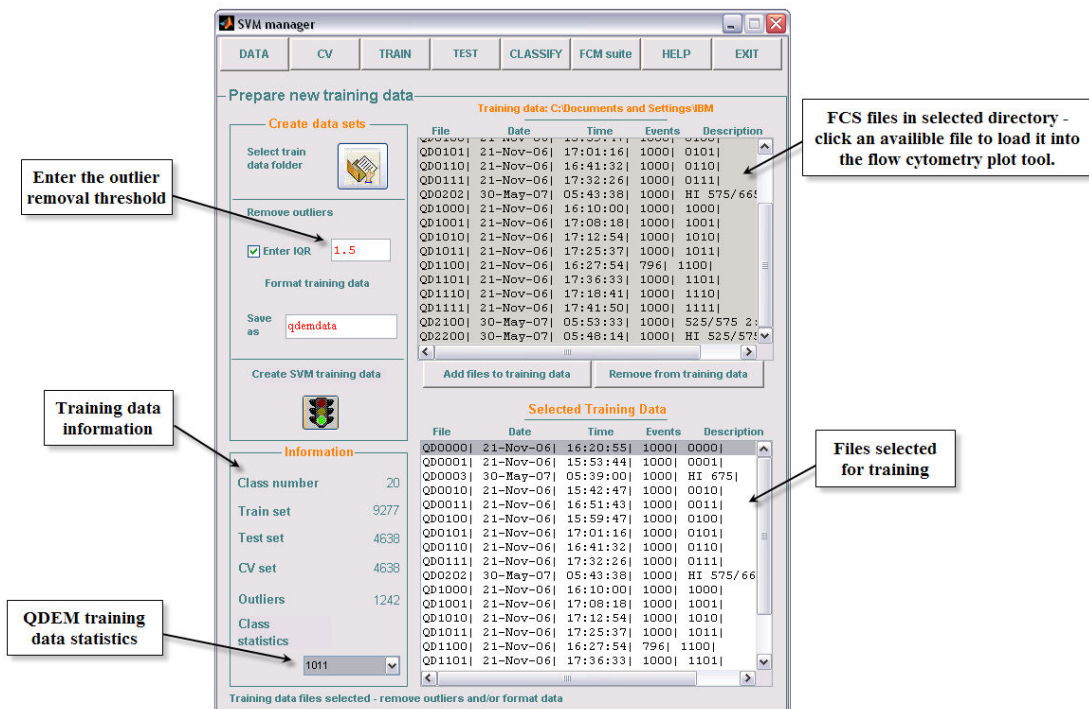 SVM manager
DATA CV TRAIN TEST CLASSIFY FCM suite HELP EXIT
Prepare new training data
Create data sets
Select train
data folder
Remove outliers
Enter IQR 1.5
Format training data
Save
as
qdemdata
Create SVM training data
Information
Class number 20
Train set 9277
Test set 4638
CV set 4638
Outliers 1242
Class
statistics
1011
Training data: C:\Documents and Settings\IBM
File Date Time Events Description
QD0101| 21-Nov-06| 17:01:16| 1000| 0101|
QD0110| 21-Nov-06| 16:41:32| 1000| 0110|
QD0111| 21-Nov-06| 17:32:26| 1000| 0111|
QD0202| 30-May-07| 05:43:38| 1000| HI 575/665
QD1000| 21-Nov-06| 16:10:00| 1000| 1000|
QD1001| 21-Nov-06| 17:08:18| 1000| 1001|
QD1010| 21-Nov-06| 17:12:54| 1000| 1010|
QD1011| 21-Nov-06| 17:25:37| 1000| 1011|
QD1100| 21-Nov-06| 16:27:54| 796| 1100|
QD1101| 21-Nov-06| 17:36:33| 1000| 1101|
QD1110| 21-Nov-06| 17:18:41| 1000| 1110|
QD1111| 21-Nov-06| 17:41:50| 1000| 1111|
QD2100| 30-May-07| 05:53:33| 1000| 525/575 2:
QD2200| 30-May-07| 05:48:14| 1000| HI 525/575
Add files to training data Remove from training data
Selected Training Data
File Date Time Events Description
QD0000| 21-Nov-06| 16:20:55| 1000| 0000|
QD0001| 21-Nov-06| 15:53:44| 1000| 0001|
QD0003| 30-May-07| 05:39:00| 1000| HI 675|
QD0010| 21-Nov-06| 15:42:47| 1000| 0010|
QD0011| 21-Nov-06| 16:51:43| 1000| 0011|
QD0100| 21-Nov-06| 15:59:47| 1000| 0100|
QD0101| 21-Nov-06| 17:01:16| 1000| 0101|
QD0110| 21-Nov-06| 16:41:32| 1000| 0110|
QD0111| 21-Nov-06| 17:32:26| 1000| 0111|
QD0202| 30-May-07| 05:43:38| 1000| HI 575/66
QD1000| 21-Nov-06| 16:10:00| 1000| 1000|
QD1001| 21-Nov-06| 17:08:18| 1000| 1001|
QD1010| 21-Nov-06| 17:12:54| 1000| 1010|
QD1011| 21-Nov-06| 17:25:37| 1000| 1011|
QD1100| 21-Nov-06| 16:27:54| 796| 1100|
QD1101| 21-Nov-06| 17:36:33| 1000| 1101|
Training data files selected - remove outliers and/or format data
Enter the outlier
removal threshold
Training data
information
QDEM training
data statistics
FCS files in selected directory -
click an availible file to load it into
the flow cytometry plot tool.
Files selected
for training